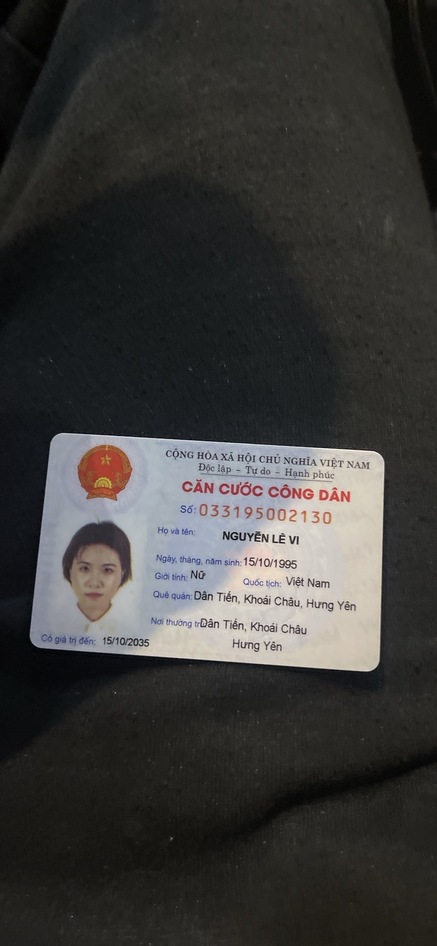 CỘNG HÒA XÃ HỘI CHỦ NGHĨA VIỆT NAM
Độc lập - Tự do - Hạnh phúc
CĂN CƯỚC CÔNG DÂN
Số: 033195002130
Họ và tên:
NGUYỄN LÊ VI
Ngày, tháng, năm sinh: 15/10/1995
Giới tính: Nữ Quốc tịch: Việt Nam
Quê quán: Dân Tiến, Khoái Châu, Hưng Yên
Nơi thường tr Dân Tiến, Khoái Châu
Hưng Yên
Có giá trị đến: 15/10/2035